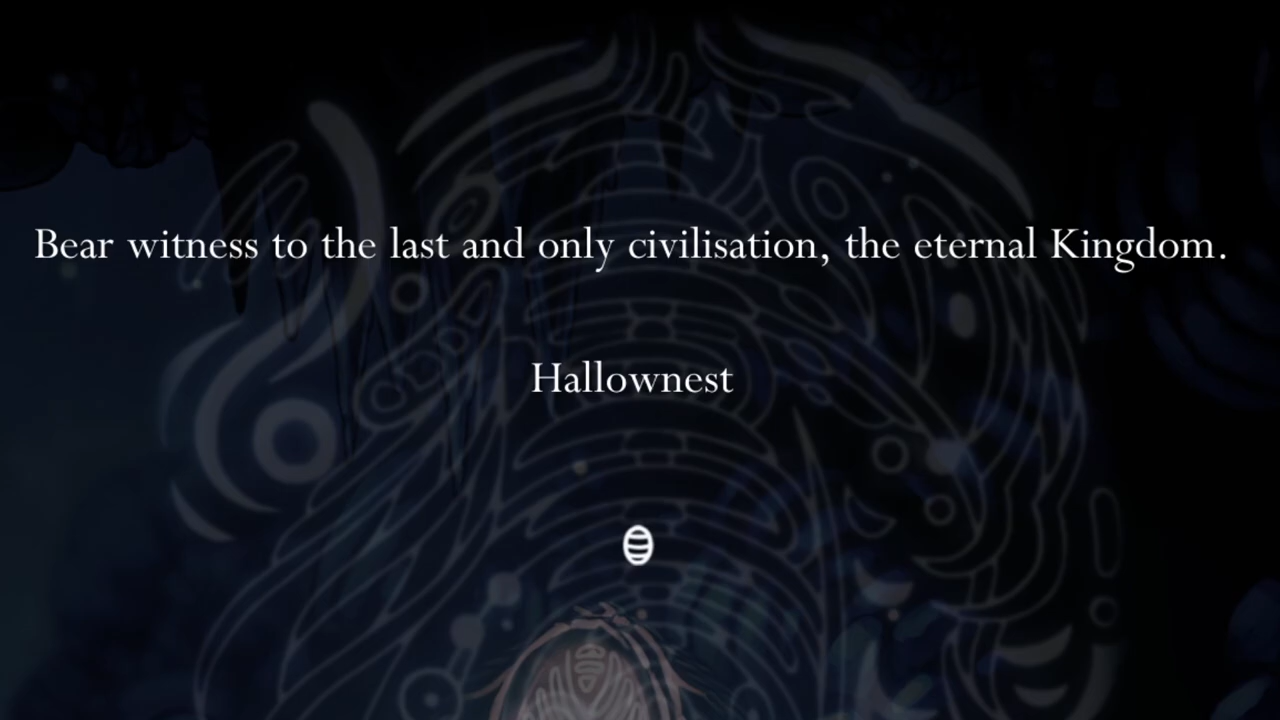 Bear witness to the last and only civilisation, the eternal Kingdom.
Hallownest